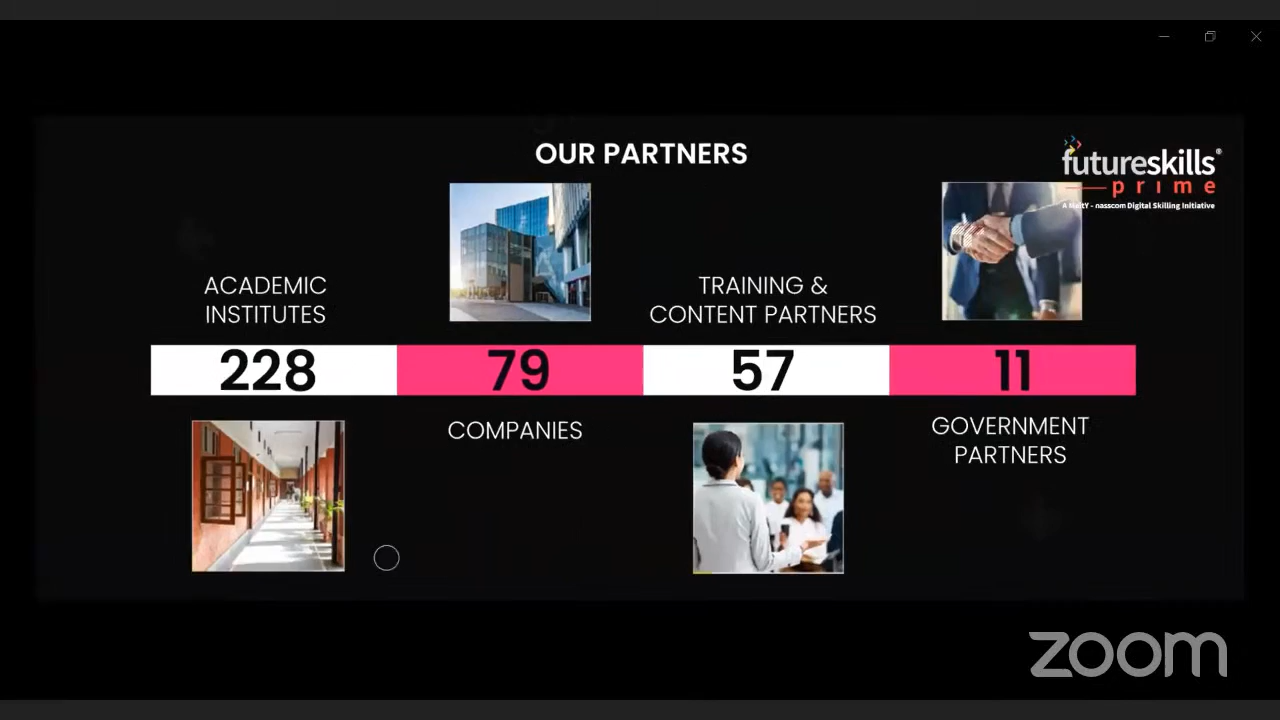 OUR PARTNERS
futureskills®
prime
A MeitY - nasscom Digital Skilling Initiative
ACADEMIC
INSTITUTES
TRAINING &
CONTENT PARTNERS
228
79
57
11
COMPANIES
GOVERNMENT
PARTNERS
zoom